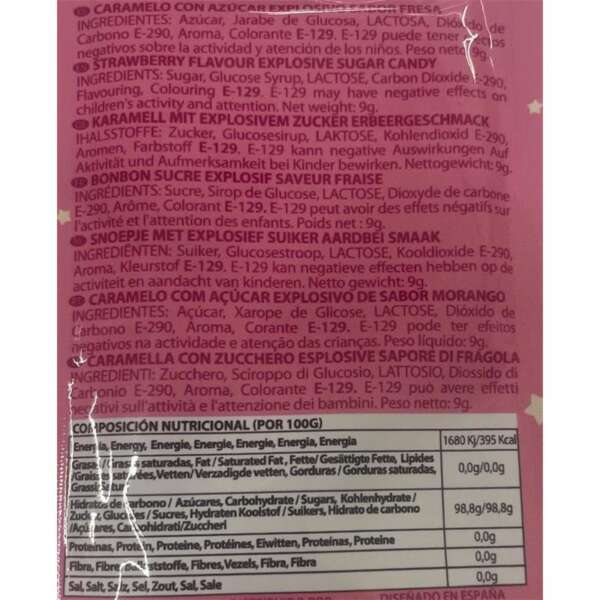 CARAMELO CON AZÚCAR EXPLOSIVO SABOR FRESA
INGREDIENTES: Azúcar, Jarabe de Glucosa, LACTOSA, Dióxido de
Carbono E-290, Aroma, Colorante E-129. E-129 puede tener
negativos sobre la actividad y atención de los niños. Peso neto 9g.
STRAWBERRY FLAVOUR EXPLOSIVE SUGAR CANDY
INGREDIENTS: Sugar, Glucose Syrup, LACTOSE, Carbon Dioxide E-290,
Flavouring, Colouring E-129. E-129 may have negative effects on
children's activity and attention. Net weight: 9g.
KARAMELL MIT EXPLOSIVEM ZUCKER ERBEERGESCHMACK
IHALSSTOFFE: Zucker, Glucosesirup, LAKTOSE, Kohlendioxid E-290,
Aromen, Farbstoff E-129. E-129 kann negative Auswirkungen Auf
Aktivität und Aufmerksamkeit bei Kinder bewirken. Nettogewicht: 9g.
BONBON SUCRE EXPLOSIF SAVEUR FRAISE
INGRÉDIENTS: Sucre, Sirop de Glucose, LACTOSE, Dioxyde de carbone
E-290, Arôme, Colorant E-129. E-129 peut avoir des effets négatifs sur
l'activité et l'attention des enfants. Poids net : 9g.
SNOEPJE MET EXPLOSIEF SUIKER AARDBEI SMAAK
INGREDIËNTEN: Suiker, Glucosestroop, LACTOSE, Kooldioxide E-290,
Aroma, Kleurstof E-129. E-129 kan negatieve effecten hebben op de
activiteit en aandacht van kinderen. Netto gewicht: 9g.
CARAMELO COM AÇÚCAR EXPLOSIVO DE SABOR MORANGO
INGREDIENTES: Açúcar, Xarope de Glicose, LACTOSE, Dióxido de
Carbono E-290, Aroma, Corante E-129. E-129 pode ter efeitos
negativos na actividade e atenção das crianças. Peso liquido: 9g.
CARAMELLA CON ZUCCHERO ESPLOSIVE SAPORE DI FRÁGOLA
INGREDIENTI: Zucchero, Sciroppo di Glucosio, LATTOSIO, Diossido di
Carbonio E-290, Aroma, Colorante E-129. E-129 può avere effetti
negativi sull'attività e l'attenzione dei bambini. Peso netto: 9g.
COMPOSICIÓN NUTRICIONAL (POR 100G)
Energía, Energy, Energie, Energie, Energie, Energia, Energia 1680 Kj/395 Kcal
Grasas/Grasas saturadas, Fat / Saturated Fat, Fette/ Gesättigte Fette, Lipides
/Graisses saturées, Vetten/ Verzadigde vetten, Gorduras / Gorduras saturadas, 0,0g/0,0g
Hidratos de carbono / Azúcares, Carbohydrate / Sugars, Kohlenhydrate /
Zucker, Glucides / Sucres, Hydraten Koolstof / Suikers, Hidrato de carbono 98,8g/98,8g
/Açúcares, Carbohidrati/Zuccheri
Proteínas, Protein, Proteine, Protéines, Eiwitten, Proteínas, Proteine 0,0g
Fibra, Fibre, Ballaststoffe, Fibres, Vezels, Fibra, Fibra 0,0g
Sal, Salt, Salz, Sel, Zout, Sal, Sale 0,0g
DISEÑADO EN ESPAÑA